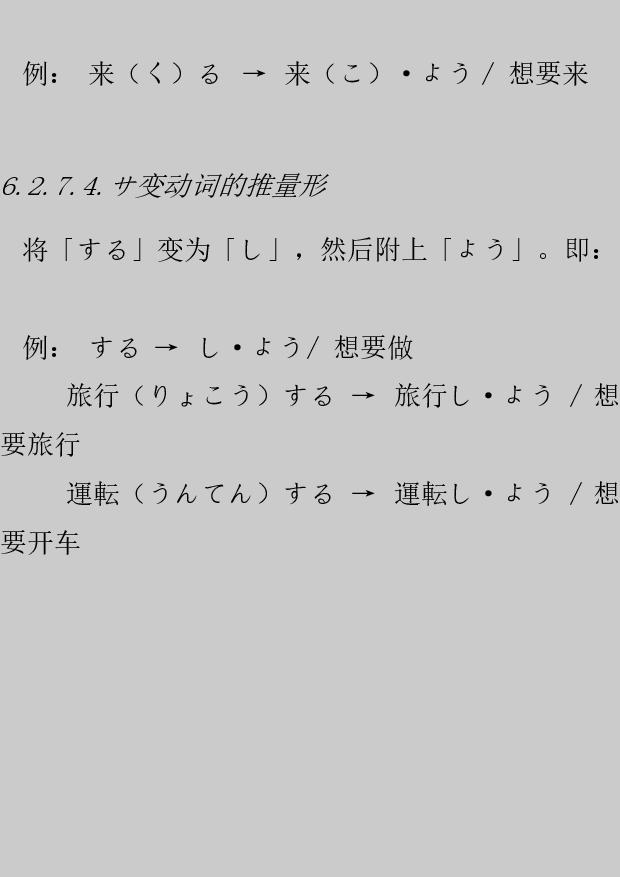 例： 来（く）る → 来（こ）・よう / 想要来
6.2.7.4.サ变动词的推量形
将「する」变为「し」，然后附上「よう」。即：
例： する → し・よう/ 想要做
旅行（りょこう）する → 旅行し・よう / 想
要旅行
運転（うんてん）する → 運転し・よう / 想
要开车